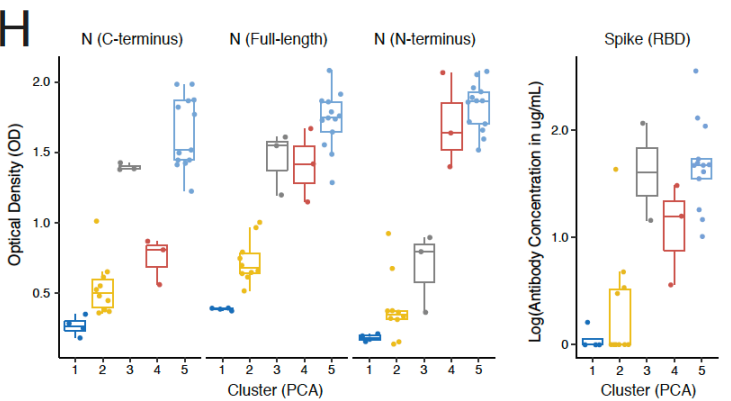 H
N (C-terminus) N (Full-length) N (N-terminus) Spike (RBD)
Optical Density (OD)
2.0
1.5
1.0
0.5
1 2 3 4 5 1 2 3 4 5 1 2 3 4 5
Cluster (PCA)
Log(Antibody Concentration in ug/mL)
2.0
1.0
0
1 2 3 4 5
Cluster (PCA)